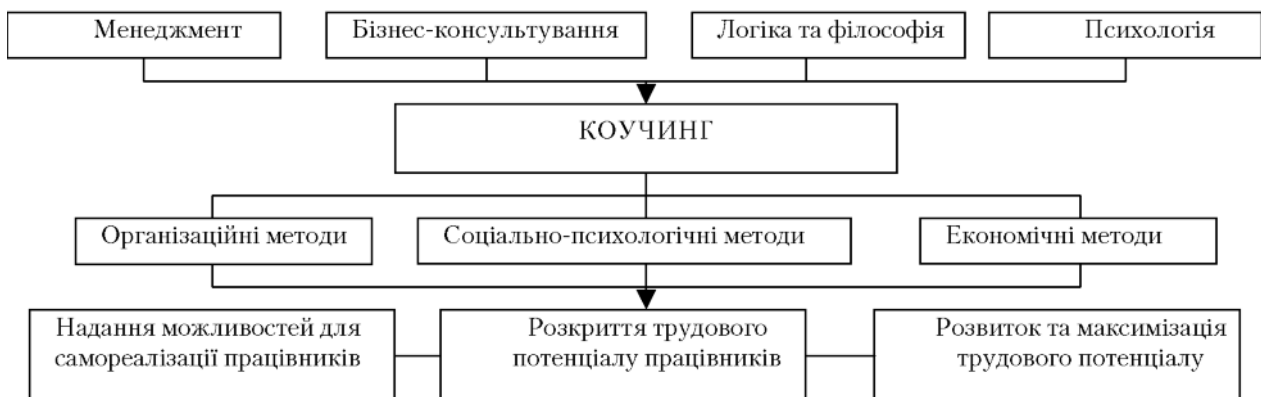 Менеджмент
Бізнес-консультування
Логіка та філософія
Психологія
КОУЧИНГ
Організаційні методи
Соціально-психологічні методи
Економічні методи
Надання можливостей для
самореалізації працівників
Розкриття трудового
потенціалу працівників
Розвиток та максимізація
трудового потенціалу